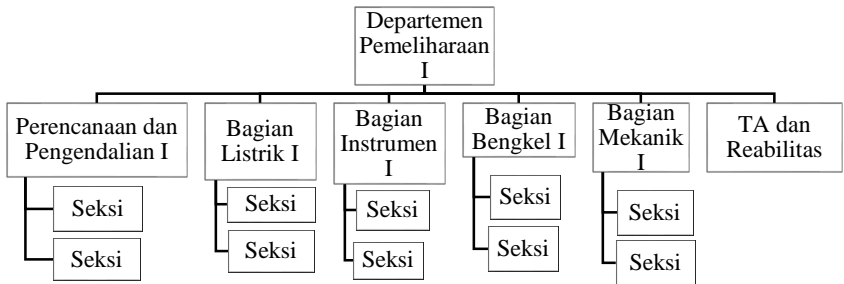 Departemen
Pemeliharaan
I
Perencanaan dan
Pengendalian I
Bagian
Listrik I
Bagian
Instrumen
I
Bagian
Bengkel I
Bagian
Mekanik
I
TA dan
Reabilitas
Seksi
Seksi
Seksi
Seksi
Seksi
Seksi
Seksi
Seksi
Seksi
Seksi